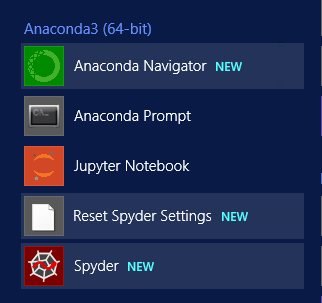 Anaconda3 (64-bit)
Anaconda Navigator NEW
Anaconda Prompt
Jupyter Notebook
Reset Spyder Settings NEW
Spyder NEW